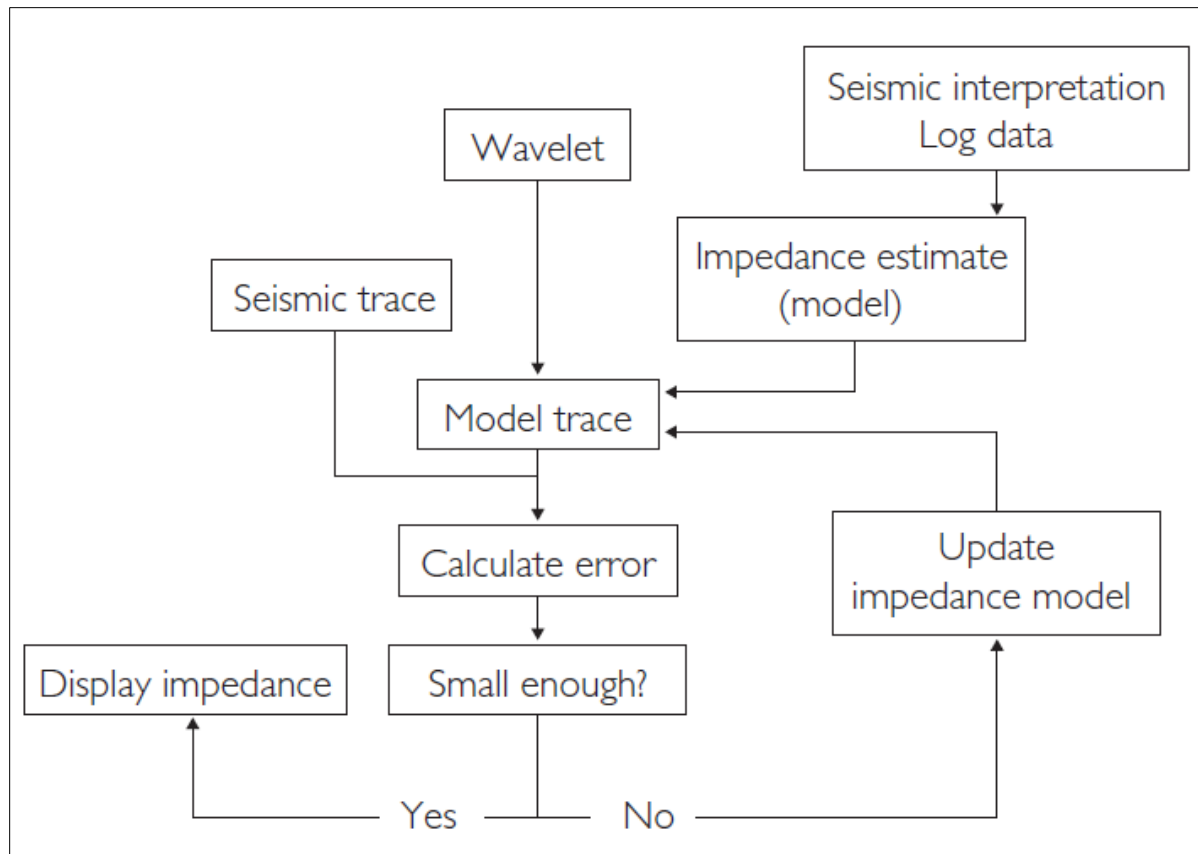 Seismic interpretation
Log data
Wavelet
Impedance estimate
(model)
Seismic trace
Model trace
Calculate error
Update
impedance model
Display impedance
Small enough?
Yes
No